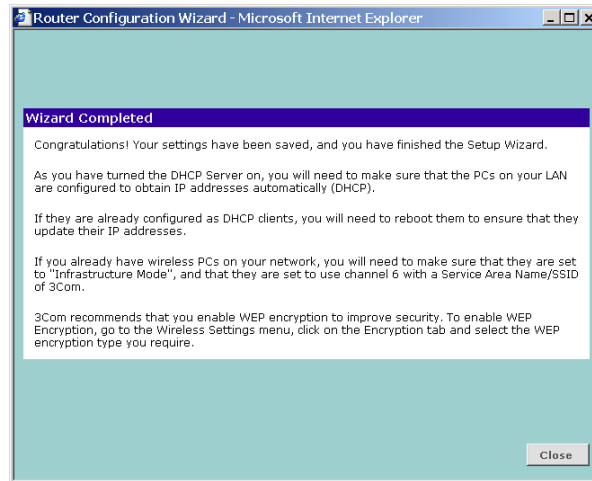 Router Configuration Wizard - Microsoft Internet Explorer
Wizard Completed
Congratulations! Your settings have been saved, and you have finished the Setup Wizard.
As you have turned the DHCP Server on, you will need to make sure that the PCs on your LAN
are configured to obtain IP addresses automatically (DHCP).
If they are already configured as DHCP clients, you will need to reboot them to ensure that they
update their IP addresses.
If you already have wireless PCs on your network, you will need to make sure that they are set
to "Infrastructure Mode", and that they are set to use channel 6 with a Service Area Name/SSID
of 3Com.
3Com recommends that you enable WEP encryption to improve security. To enable WEP
Encryption, go to the Wireless Settings menu, click on the Encryption tab and select the WEP
encryption type you require.
Close